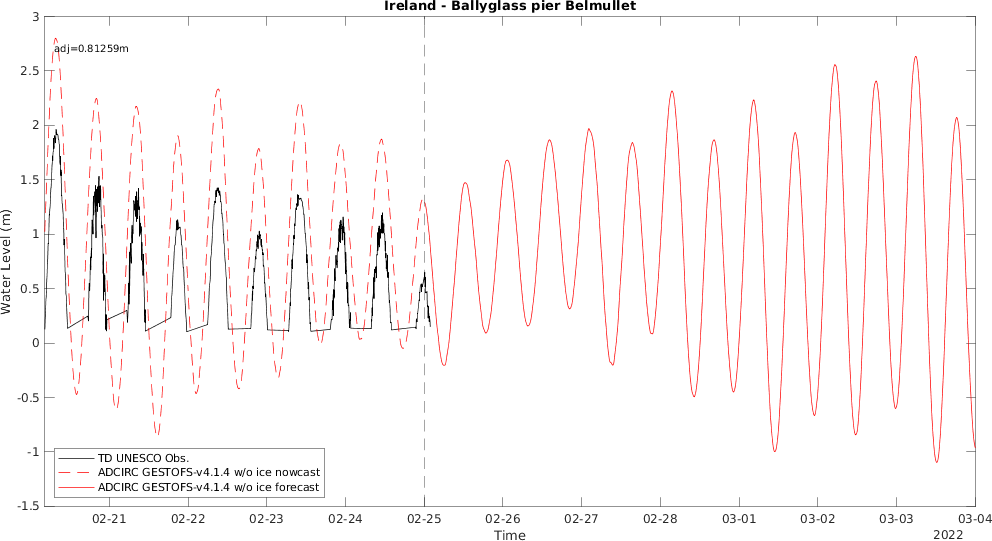 Ireland - Ballyglass pier Belmullet
adj=0.81259m
3
2.5
2
1.5
1
0.5
0
-0.5
-1
-1.5
Water Level (m)
TD UNESCO Obs.
ADCIRC GESTOFS-v4.1.4 w/o ice nowcast
ADCIRC GESTOFS-v4.1.4 w/o ice forecast
02-21 02-22 02-23 02-24 02-25 02-26 02-27 02-28 03-01 03-02 03-03 03-04
Time
2022